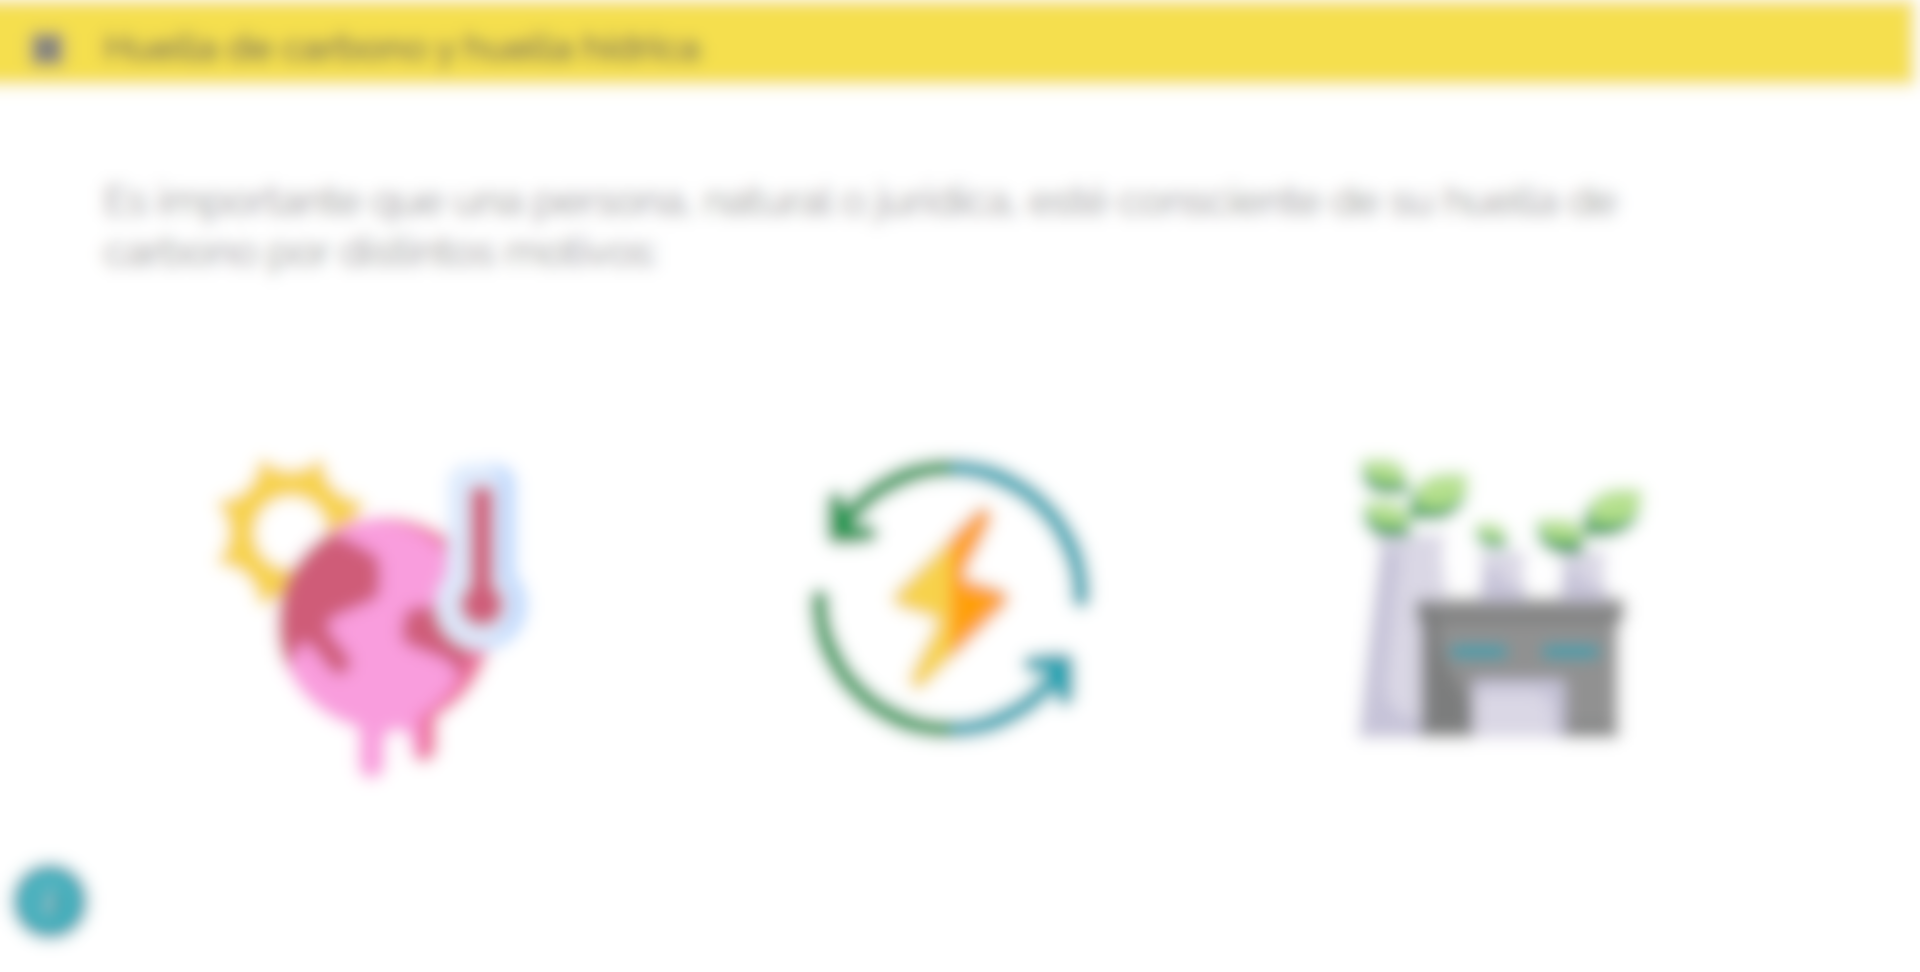 Huella de carbono y huella hídrica
Es importante que una persona, natural o jurídica, esté consciente de su huella de
carbono por distintos motivos: